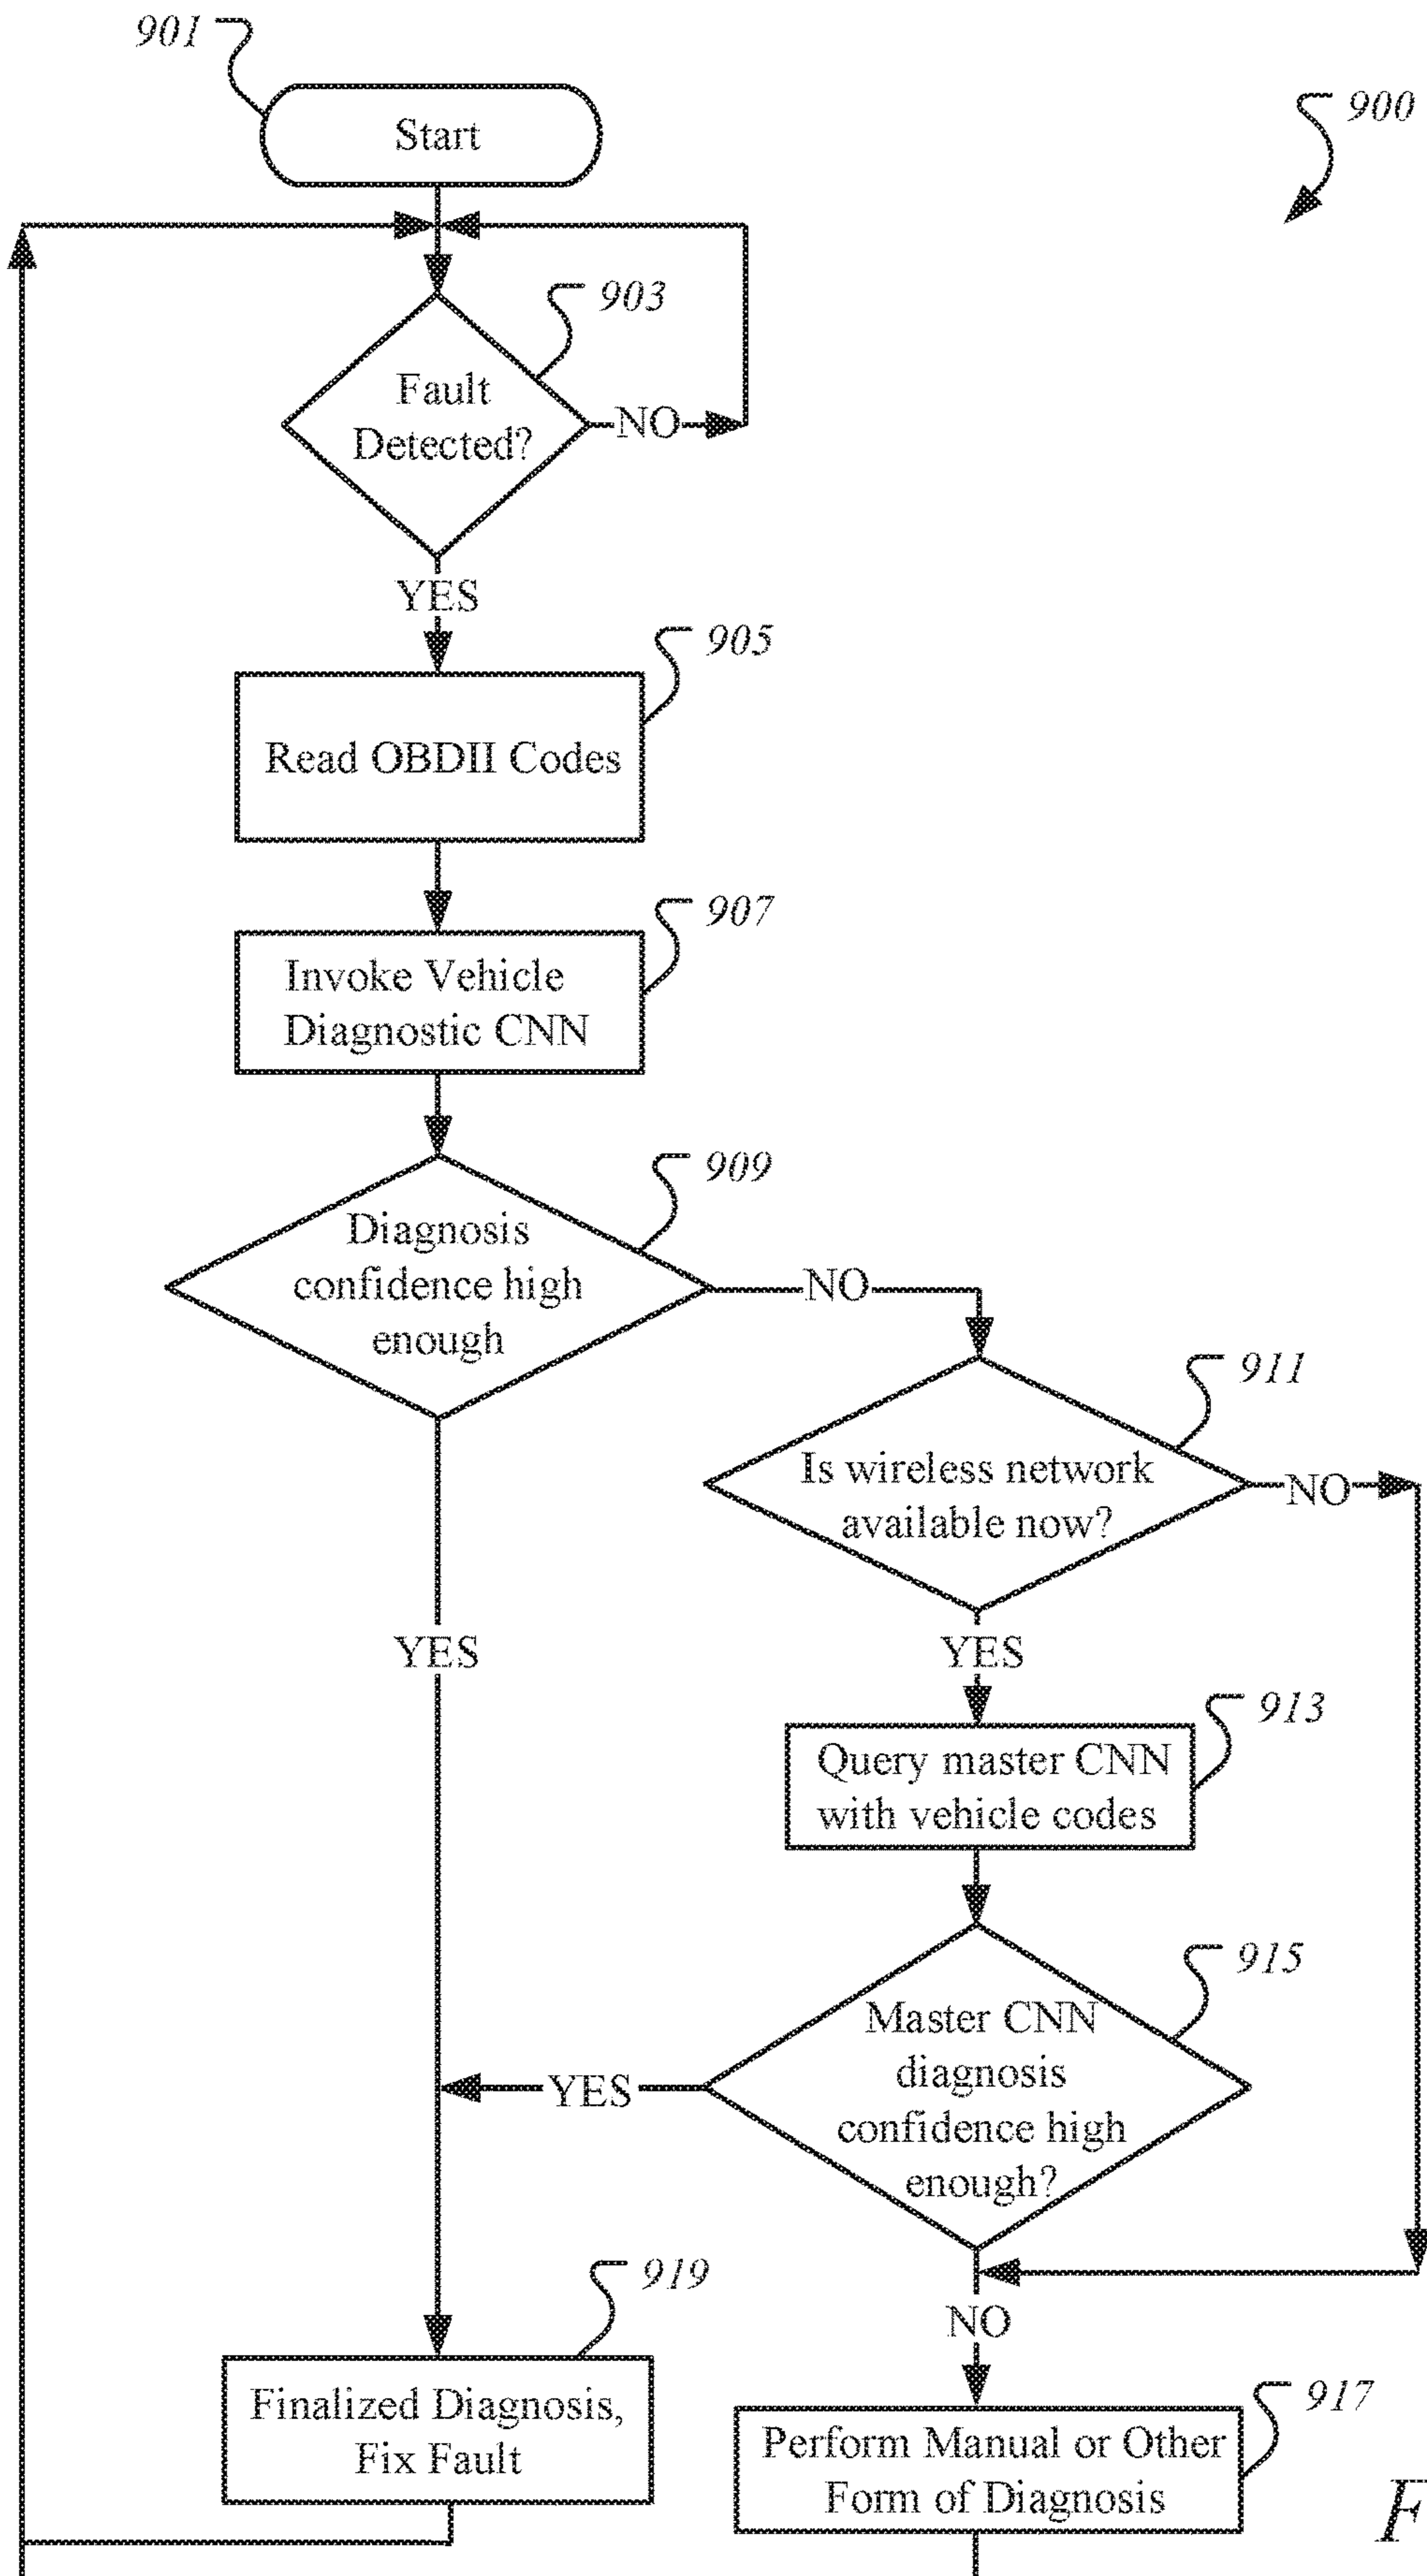 901
Start
900
903
Fault
Detected?
NO
YES
905
Read OBDII Codes
907
Invoke Vehicle
Diagnostic CNN
909
Diagnosis
confidence high
enough
NO
911
Is wireless network
available now?
NO
YES
YES
913
Query master CNN
with vehicle codes
915
Master CNN
diagnosis
confidence high
enough?
YES
919
NO
Finalized Diagnosis,
Fix Fault
917
Perform Manual or Other
Form of Diagnosis
F